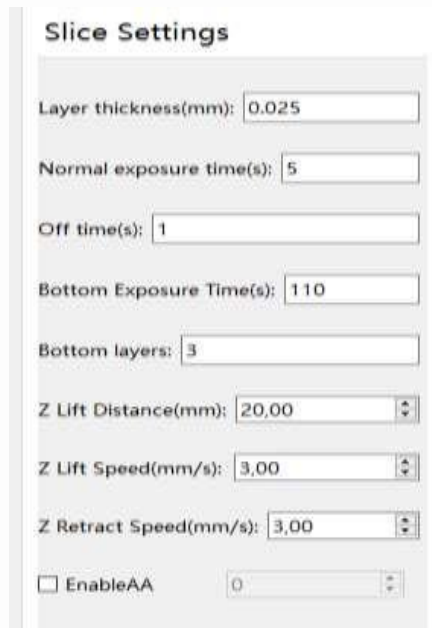 Slice Settings
Layer thickness(mm): 0.025
Normal exposure time(s): 5
Off time(s): 1
Bottom Exposure Time(s): 110
Bottom layers: 3
Z Lift Distance(mm): 20,00
Z Lift Speed(mm/s): 3,00
Z Retract Speed(mm/s): 3,00
EnableAA 0